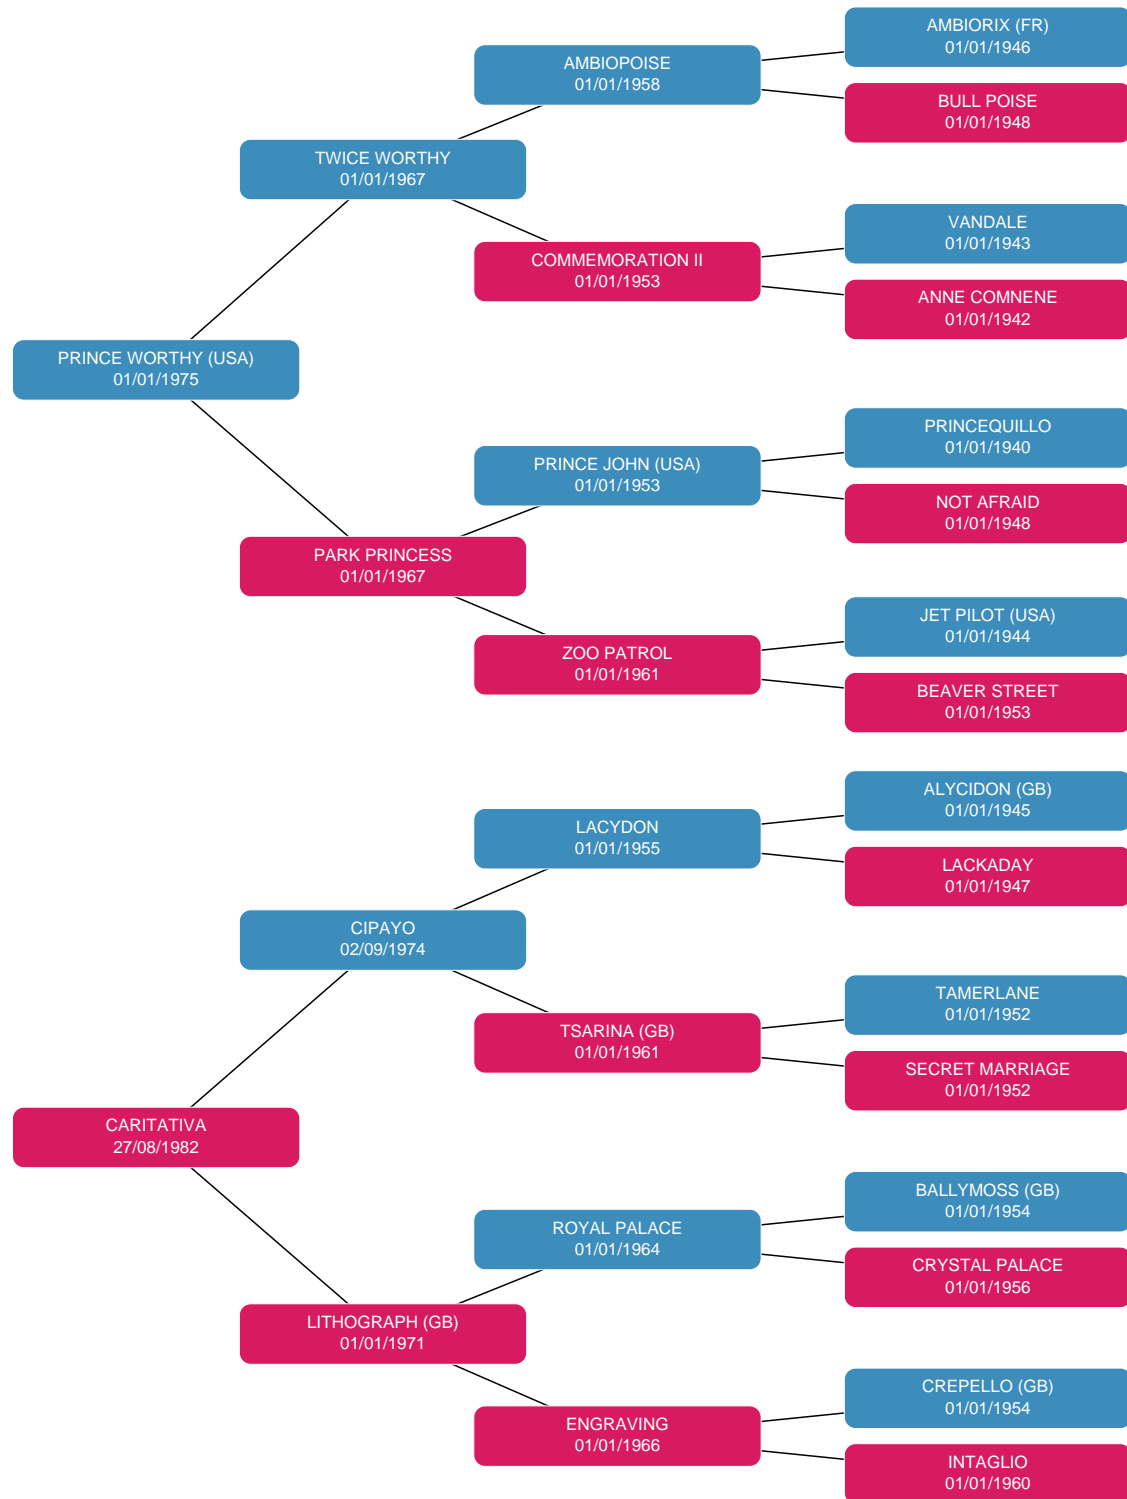 AMBIORIX (FR)
01/01/1946
AMBIOPOISE
01/01/1958
BULL POISE
01/01/1948
TWICE WORTHY
01/01/1967
VANDALE
01/01/1943
COMMEMORATION II
01/01/1953
ANNE COMNENE
01/01/1942
PRINCE WORTHY (USA)
01/01/1975
PRINCEQUILLO
01/01/1940
PRINCE JOHN (USA)
01/01/1953
NOT AFRAID
01/01/1948
PARK PRINCESS
01/01/1967
JET PILOT (USA)
01/01/1944
ZOO PATROL
01/01/1961
BEAVER STREET
01/01/1953
ALYCIDON (GB)
01/01/1945
LACYDON
01/01/1955
LACKADAY
01/01/1947
CIPAYO
02/09/1974
TAMERLANE
01/01/1952
TSARINA (GB)
01/01/1961
SECRET MARRIAGE
01/01/1952
CARITATIVA
27/08/1982
BALLYMOSS (GB)
01/01/1954
ROYAL PALACE
01/01/1964
CRYSTAL PALACE
01/01/1956
LITHOGRAPH (GB)
01/01/1971
CREPELLO (GB)
01/01/1954
ENGRAVING
01/01/1966
INTAGLIO
01/01/1960